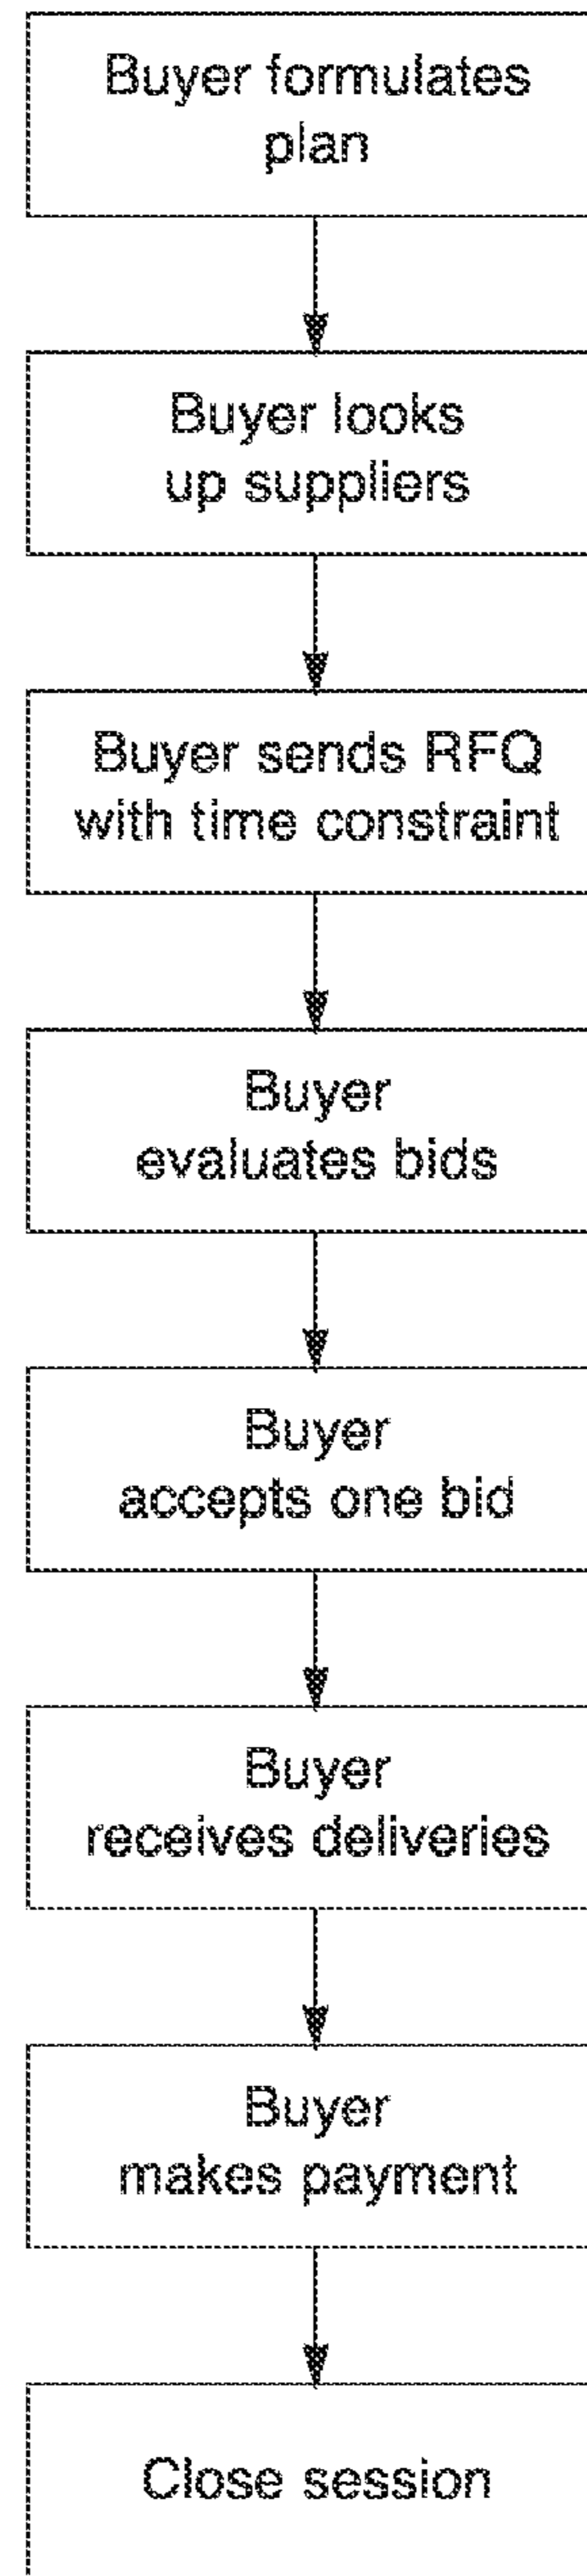 Buyer formulates
plan
Buyer looks
up suppliers
Buyer sends RFQ
with time constraint
Buyer
evaluates bids
Buyer
accepts one bid
Buyer
receives deliveries
Buyer
makes payment
Close session